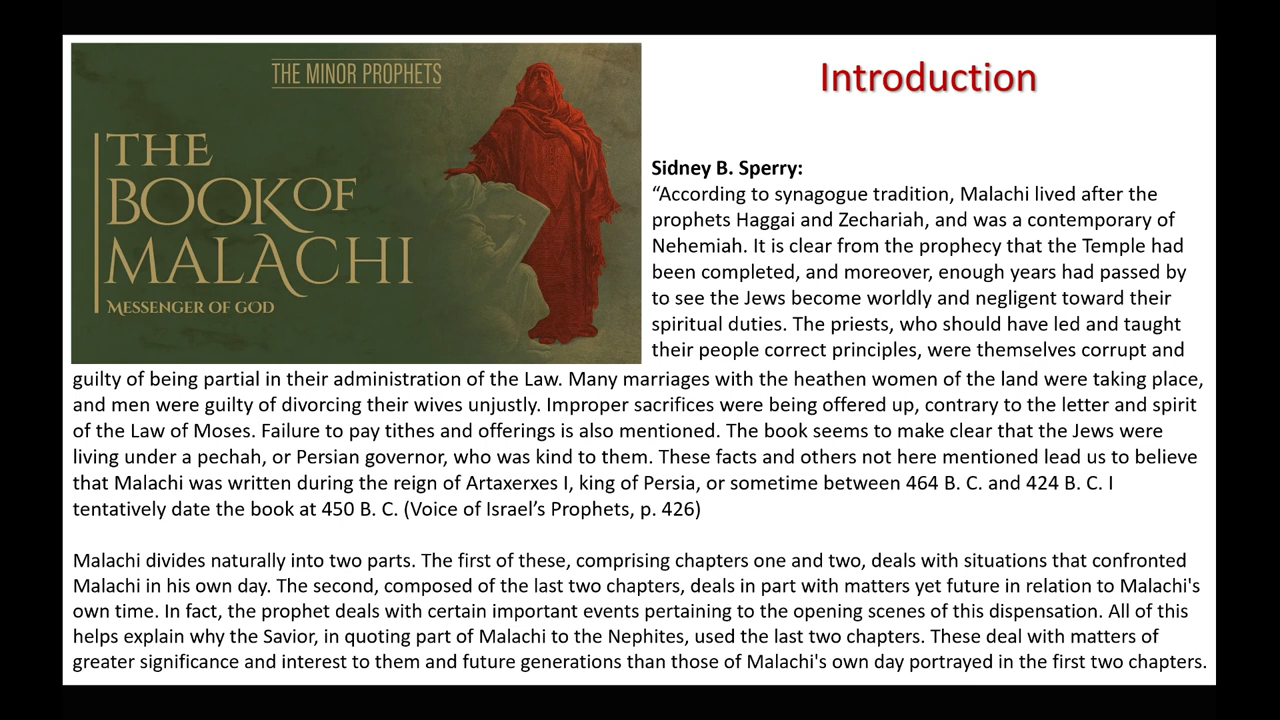 THE MINOR PROPHETS
THE
BOOK OF
MALACHI
MESSENGER OF GOD
Introduction
Sidney B. Sperry:
“According to synagogue tradition, Malachi lived after the
prophets Haggai and Zechariah, and was a contemporary of
Nehemiah. It is clear from the prophecy that the Temple had
been completed, and moreover, enough years had passed by
to see the Jews become worldly and negligent toward their
spiritual duties. The priests, who should have led and taught
their people correct principles, were themselves corrupt and
guilty of being partial in their administration of the Law. Many marriages with the heathen women of the land were taking place,
and men were guilty of divorcing their wives unjustly. Improper sacrifices were being offered up, contrary to the letter and spirit
of the Law of Moses. Failure to pay tithes and offerings is also mentioned. The book seems to make clear that the Jews were
living under a pechah, or Persian governor, who was kind to them. These facts and others not here mentioned lead us to believe
that Malachi was written during the reign of Artaxerxes I, king of Persia, or sometime between 464 B. C. and 424 B. C. I
tentatively date the book at 450 B. C. (Voice of Israel’s Prophets, p. 426)
Malachi divides naturally into two parts. The first of these, comprising chapters one and two, deals with situations that confronted
Malachi in his own day. The second, composed of the last two chapters, deals in part with matters yet future in relation to Malachi's
own time. In fact, the prophet deals with certain important events pertaining to the opening scenes of this dispensation. All of this
helps explain why the Savior, in quoting part of Malachi to the Nephites, used the last two chapters. These deal with matters of
greater significance and interest to them and future generations than those of Malachi's own day portrayed in the first two chapters.